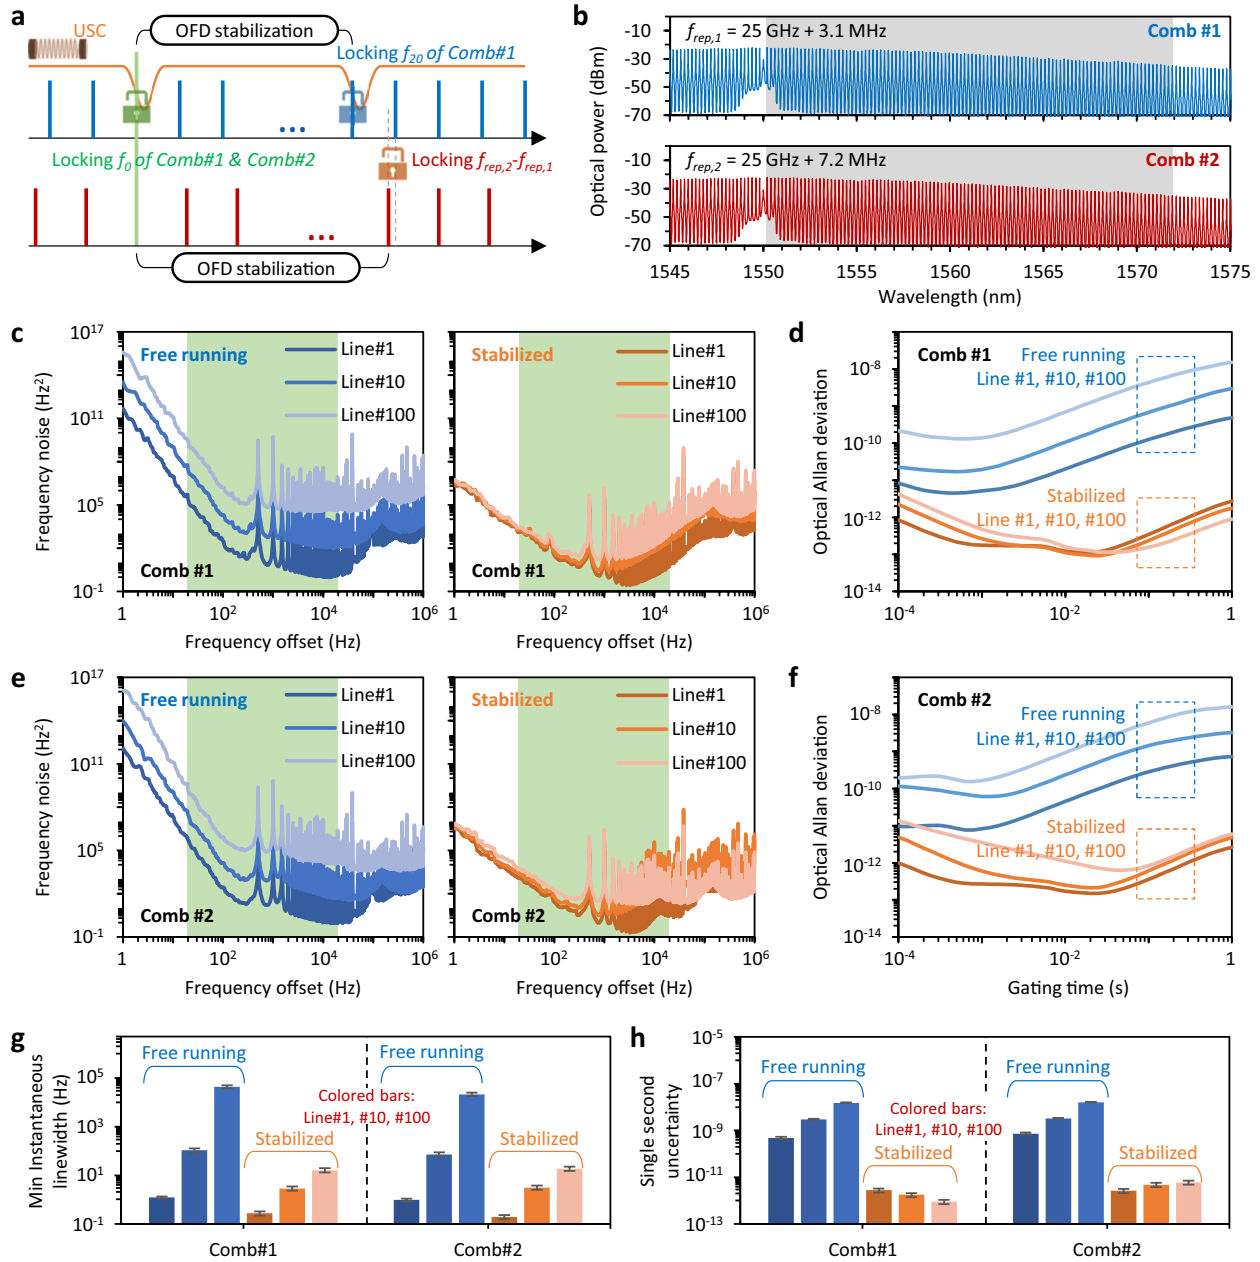 a
USC
OFD stabilization
Locking f20 of Comb#1
Locking f0 of Comb#1 & Comb#2
Locking frep,2-frep,1
OFD stabilization
b
frep,1 = 25 GHz + 3.1 MHz
Comb #1
-10
-30
-50
-70
frep,2 = 25 GHz + 7.2 MHz
Comb #2
-10
-30
-50
-70
Optical power (dBm)
1545 1550 1555 1560 1565 1570 1575
Wavelength (nm)
c
Frequency noise (Hz²)
10^17
10^11
10^5
10^-1
Free running
Line#1
Line#10
Line#100
Comb #1
1 10^2 10^4 10^6
Frequency offset (Hz)
Stabilized
Line#1
Line#10
Line#100
Comb #1
1 10^2 10^4 10^6
Frequency offset (Hz)
d
Optical Allan deviation
10^-8
10^-10
10^-12
10^-14
Comb #1
Free running
Line #1, #10, #100
Stabilized
Line #1, #10, #100
10^-4 10^-2 1
e
Frequency noise (Hz²)
10^17
10^11
10^5
10^-1
Free running
Line#1
Line#10
Line#100
Comb #2
1 10^2 10^4 10^6
Frequency offset (Hz)
Stabilized
Line#1
Line#10
Line#100
Comb #2
1 10^2 10^4 10^6
Frequency offset (Hz)
f
Optical Allan deviation
10^-8
10^-10
10^-12
10^-14
Comb #2
Free running
Line #1, #10, #100
Stabilized
Line #1, #10, #100
10^-4 10^-2 1
Gating time (s)
g
Min Instantaneous
linewidth (Hz)
10^5
10^3
10^1
10^-1
Free running
Free running
Colored bars:
Line#1, #10, #100
Stabilized
Stabilized
Comb#1 Comb#2
h
Single second
uncertainty
10^-5
10^-7
10^-9
10^-11
10^-13
Free running
Free running
Colored bars:
Line#1, #10, #100
Stabilized
Stabilized
Comb#1 Comb#2